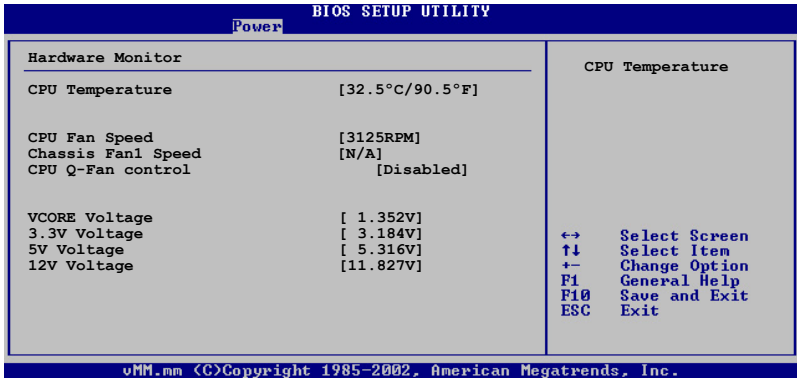 BIOS SETUP UTILITY
Power
Hardware Monitor
CPU Temperature [32.5°C/90.5°F]
CPU Fan Speed [3125RPM]
Chassis Fan1 Speed [N/A]
CPU Q-Fan control [Disabled]
VCORE Voltage [ 1.352V]
3.3V Voltage [ 3.184V]
5V Voltage [ 5.316V]
12V Voltage [11.827V]
CPU Temperature
←→ Select Screen
↑↓ Select Item
+- Change Option
F1 General Help
F10 Save and Exit
ESC Exit
vMM.mm (C)Copyright 1985-2002, American Megatrends, Inc.